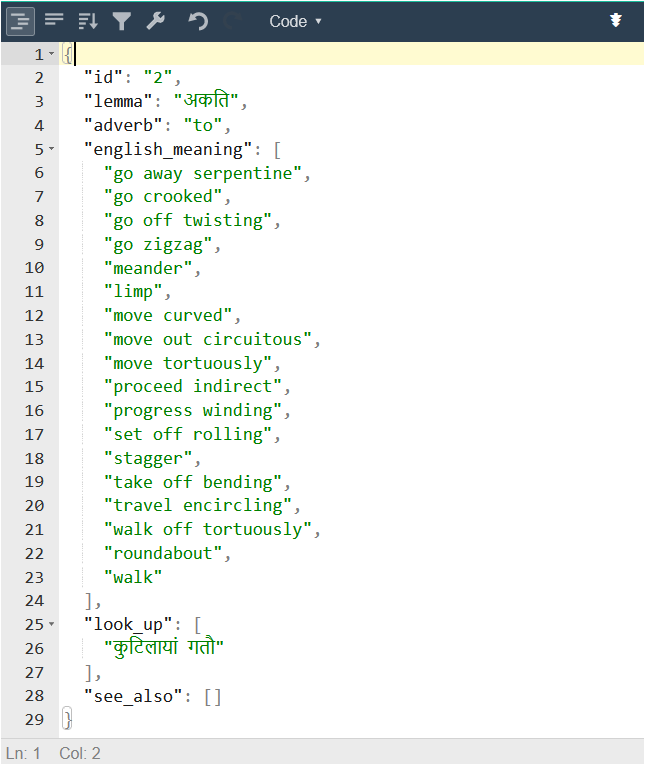 Code
1 {
2 "id": "2",
3 "lemma": "अकति",
4 "adverb": "to",
5 "english_meaning": [
6 "go away serpentine",
7 "go crooked",
8 "go off twisting",
9 "go zigzag",
10 "meander",
11 "limp",
12 "move curved",
13 "move out circuitous",
14 "move tortuously",
15 "proceed indirect",
16 "progress winding",
17 "set off rolling",
18 "stagger",
19 "take off bending",
20 "travel encircling",
21 "walk off tortuously",
22 "roundabout",
23 "walk"
24 ],
25 "look_up": [
26 "कुटिलायां गतौ"
27 ],
28 "see_also": []
29 }
Ln: 1 Col: 2